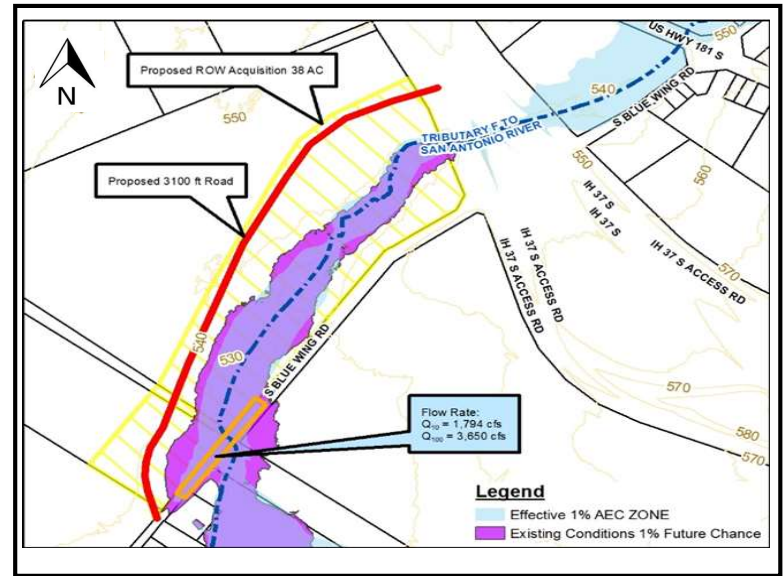 N
Proposed ROW Acquisition 38 AC
Proposed 3100 ft Road
US HWY 181 S
550
540
S BLUE WING RD
TRIBUTARY F TO
SAN ANTONIO RIVER
550
550
560
IH 37 S
IH 37 S
IH 37 S ACCESS RD
570
IH 37 S ACCESS RD
IH 37 S ACCESS RD
540
530
S BLUE WING RD
570
580
570
Flow Rate:
Q10 = 1,794 cfs
Q100 = 3,650 cfs
Legend
Effective 1% AEC ZONE
Existing Conditions 1% Future Chance